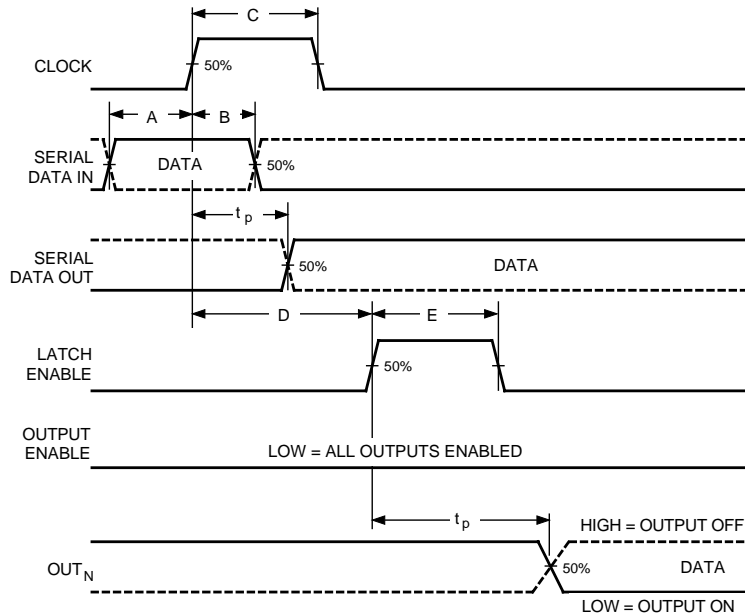 C
CLOCK
50%
A
B
SERIAL
DATA IN
DATA
50%
t p
SERIAL
DATA OUT
50%
DATA
D
E
LATCH
ENABLE
50%
OUTPUT
ENABLE
LOW = ALL OUTPUTS ENABLED
t p
HIGH = OUTPUT OFF
OUT N
50%
DATA
LOW = OUTPUT ON